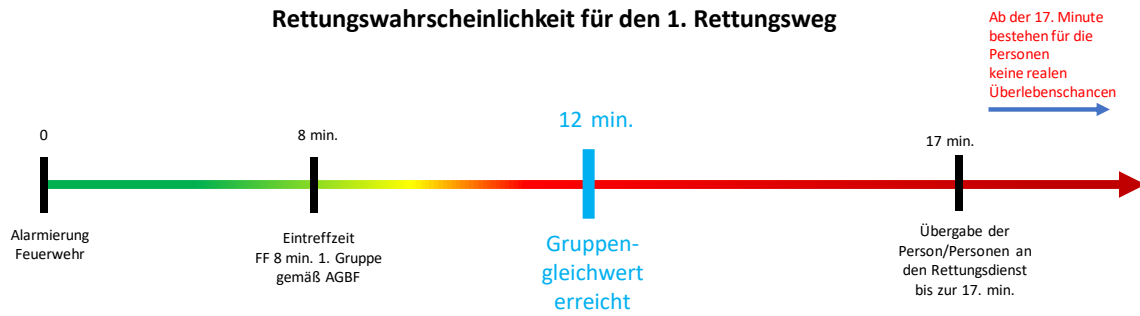 Rettungswahrscheinlichkeit für den 1. Rettungsweg
Ab der 17. Minute
bestehen für die
Personen
keine realen
Überlebenschancen
0
8 min.
12 min.
17 min.
Alarmierung
Feuerwehr
Eintreffzeit
FF 8 min. 1. Gruppe
gemäß AGBF
Gruppen-
gleichwert
erreicht
Übergabe der
Person/Personen an
den Rettungsdienst
bis zur 17. min.